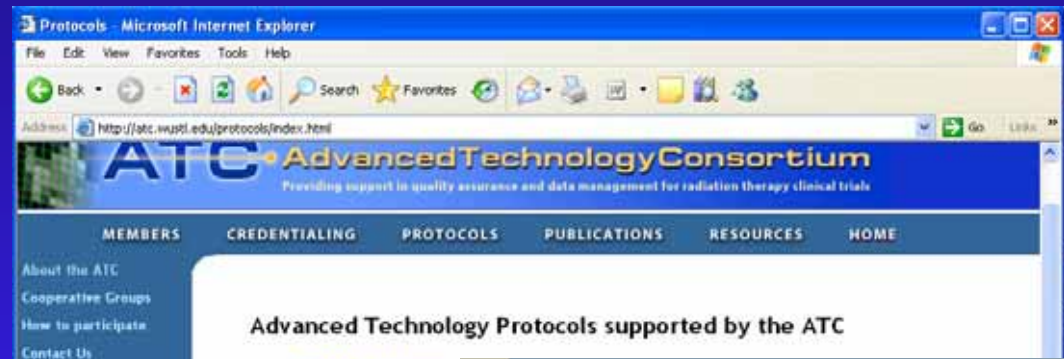 Protocols - Microsoft Internet Explorer
File Edit View Favorites Tools Help
Back Search Favorites
Address http://atc.wustl.edu/protocols/index.html Go Links »
ATC AdvancedTechnologyConsortium
Providing support in quality assurance and data management for radiation therapy clinical trials
MEMBERS CREDENTIALING PROTOCOLS PUBLICATIONS RESOURCES HOME
About the ATC
Cooperative Groups
How to participate
Contact Us
Advanced Technology Protocols supported by the ATC